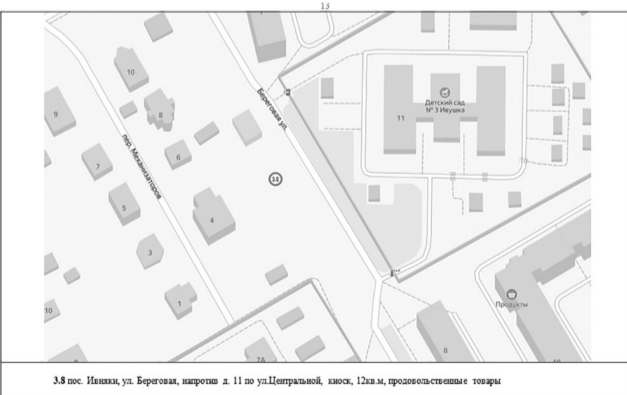 13
10
9
8
Береговая ул.
Детский сад
№ 3 Ивушка
11
пер. Механизаторов
7
6
5
4
3
1
10
Продукты
7А
8
10
3.8 пос. Ивняки, ул. Береговая, напротив д. 11 по ул.Центральной, киоск, 12кв.м, продовольственные товары